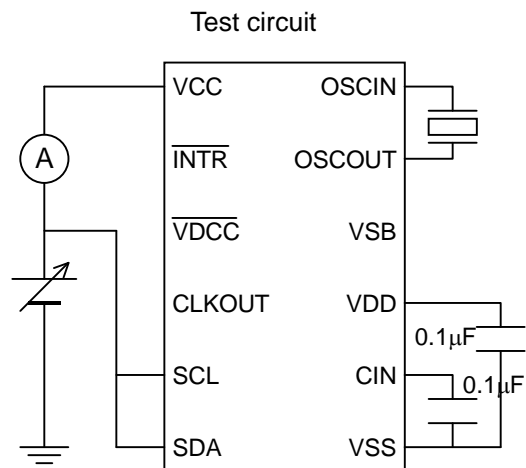 Test circuit
VCC OSCIN
A
INTR OSCOUT
VDCC VSB
CLKOUT VDD
0.1μF
SCL CIN
0.1μF
SDA VSS